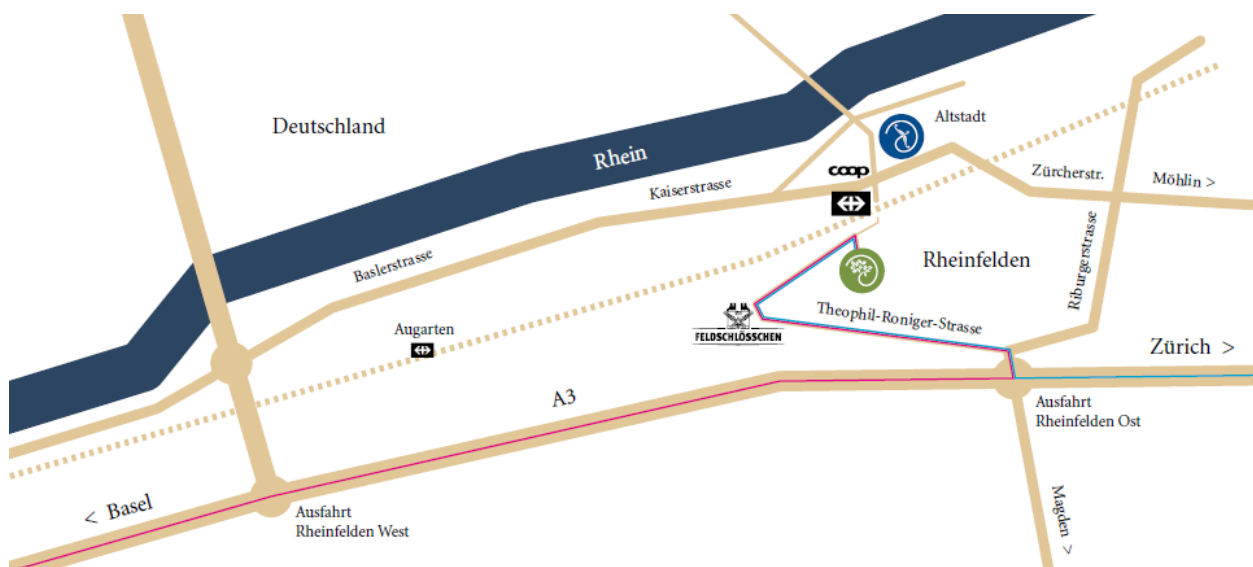 Deutschland
Altstadt
Rhein
coop
Kaiserstrasse
Zürcherstr.
Möhlin >
Baslerstrasse
Riburgerstrasse
Rheinfelden
Augarten
FELDSCHLÖSSCHEN
Theophil-Roniger-Strasse
Zürich >
A3
Ausfahrt
Rheinfelden Ost
< Basel
Ausfahrt
Rheinfelden West
Magden >